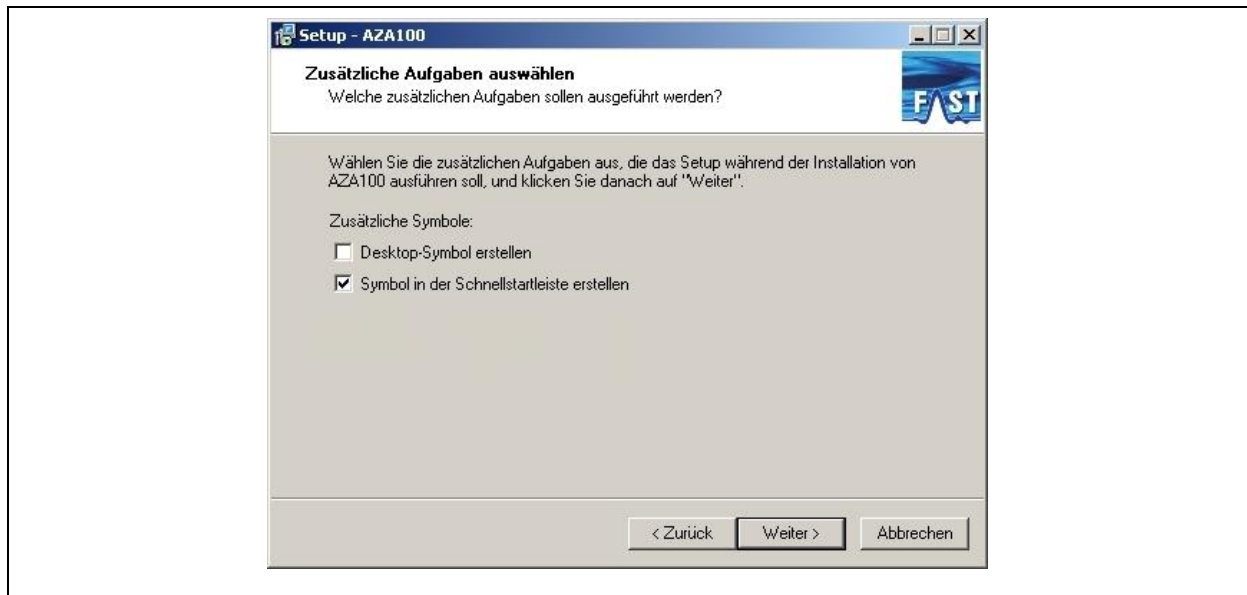 Setup - AZA100
Zusätzliche Aufgaben auswählen
Welche zusätzlichen Aufgaben sollen ausgeführt werden?
FAST
Wählen Sie die zusätzlichen Aufgaben aus, die das Setup während der Installation von
AZA100 ausführen soll, und klicken Sie danach auf "Weiter".
Zusätzliche Symbole:
Desktop-Symbol erstellen
Symbol in der Schnellstartleiste erstellen
< Zurück Weiter > Abbrechen